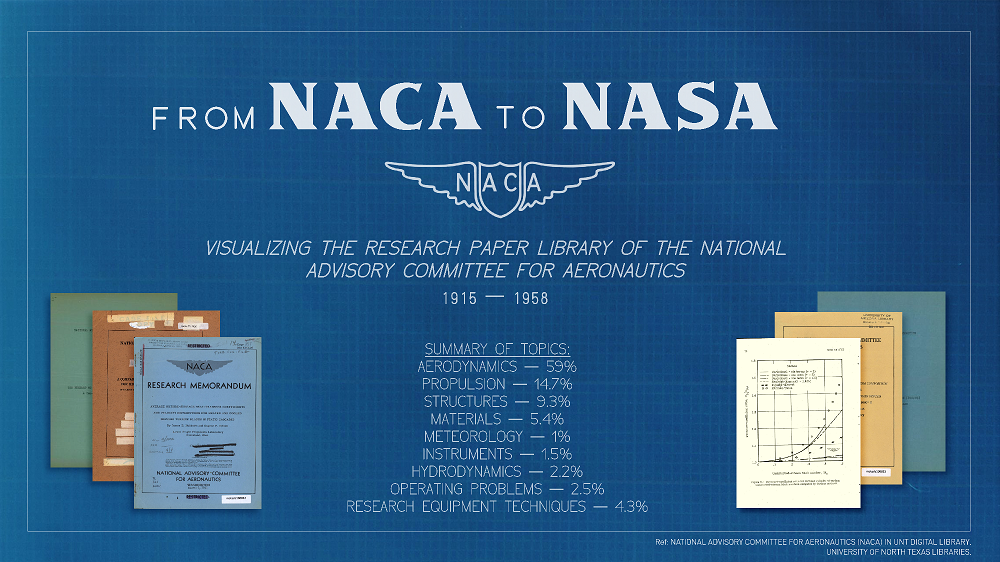 FROM NACA TO NASA
NACA
VISUALIZING THE RESEARCH PAPER LIBRARY OF THE NATIONAL
ADVISORY COMMITTEE FOR AERONAUTICS
1915 — 1958
SUMMARY OF TOPICS:
AERODYNAMICS — 59%
PROPULSION — 14.7%
STRUCTURES — 9.3%
MATERIALS — 5.4%
METEOROLOGY — 1%
INSTRUMENTS — 1.5%
HYDRODYNAMICS — 2.2%
OPERATING PROBLEMS — 2.5%
RESEARCH EQUIPMENT TECHNIQUES — 4.3%
NACA
RESEARCH MEMORANDUM
NATIONAL ADVISORY COMMITTEE
FOR AERONAUTICS
WASHINGTON
Ref: NATIONAL ADVISORY COMMITTEE FOR AERONAUTICS (NACA) IN UNT DIGITAL LIBRARY.
UNIVERSITY OF NORTH TEXAS LIBRARIES.